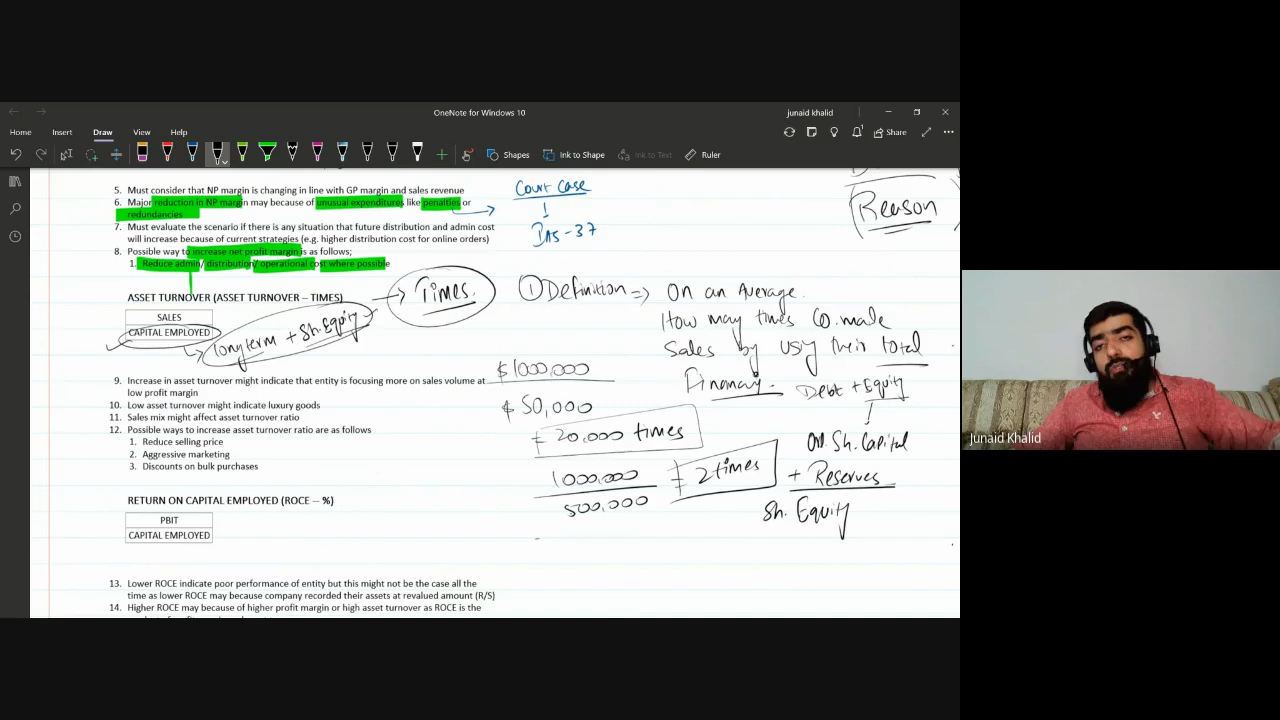 OneNote for Windows 10
junaid khalid
Home Insert Draw View Help
Share
Shapes Ink to Shape Ink to Text Ruler
5. Must consider that NP margin is changing in line with GP margin and sales revenue
6. Major reduction in NP margin may because of unusual expenditures like penalties or
redundancies
7. Must evaluate the scenario if there is any situation that future distribution and admin cost
will increase because of current strategies (e.g. higher distribution cost for online orders)
8. Possible way to increase net profit margin is as follows;
1. Reduce admin/ distribution/ operational cost where possible
Court Case
IAS-37
Reason
ASSET TURNOVER (ASSET TURNOVER – TIMES)
SALES
CAPITAL EMPLOYED
Times.
long term + Sh. Equity
① Definition => On an Average.
How may times Co. male
Sales by using their total
Financing. Debt + Equity
$ 1000,000
$ 50,000
= 20,000 times
1000,000
500,000
= 2 times
Sh. Capital
+ Reserves
Sh. Equity
9. Increase in asset turnover might indicate that entity is focusing more on sales volume at
low profit margin
10. Low asset turnover might indicate luxury goods
11. Sales mix might affect asset turnover ratio
12. Possible ways to increase asset turnover ratio are as follows
1. Reduce selling price
2. Aggressive marketing
3. Discounts on bulk purchases
RETURN ON CAPITAL EMPLOYED (ROCE – %)
PBIT
CAPITAL EMPLOYED
13. Lower ROCE indicate poor performance of entity but this might not be the case all the
time as lower ROCE may because company recorded their assets at revalued amount (R/S)
14. Higher ROCE may because of higher profit margin or high asset turnover as ROCE is the
Junaid Khalid